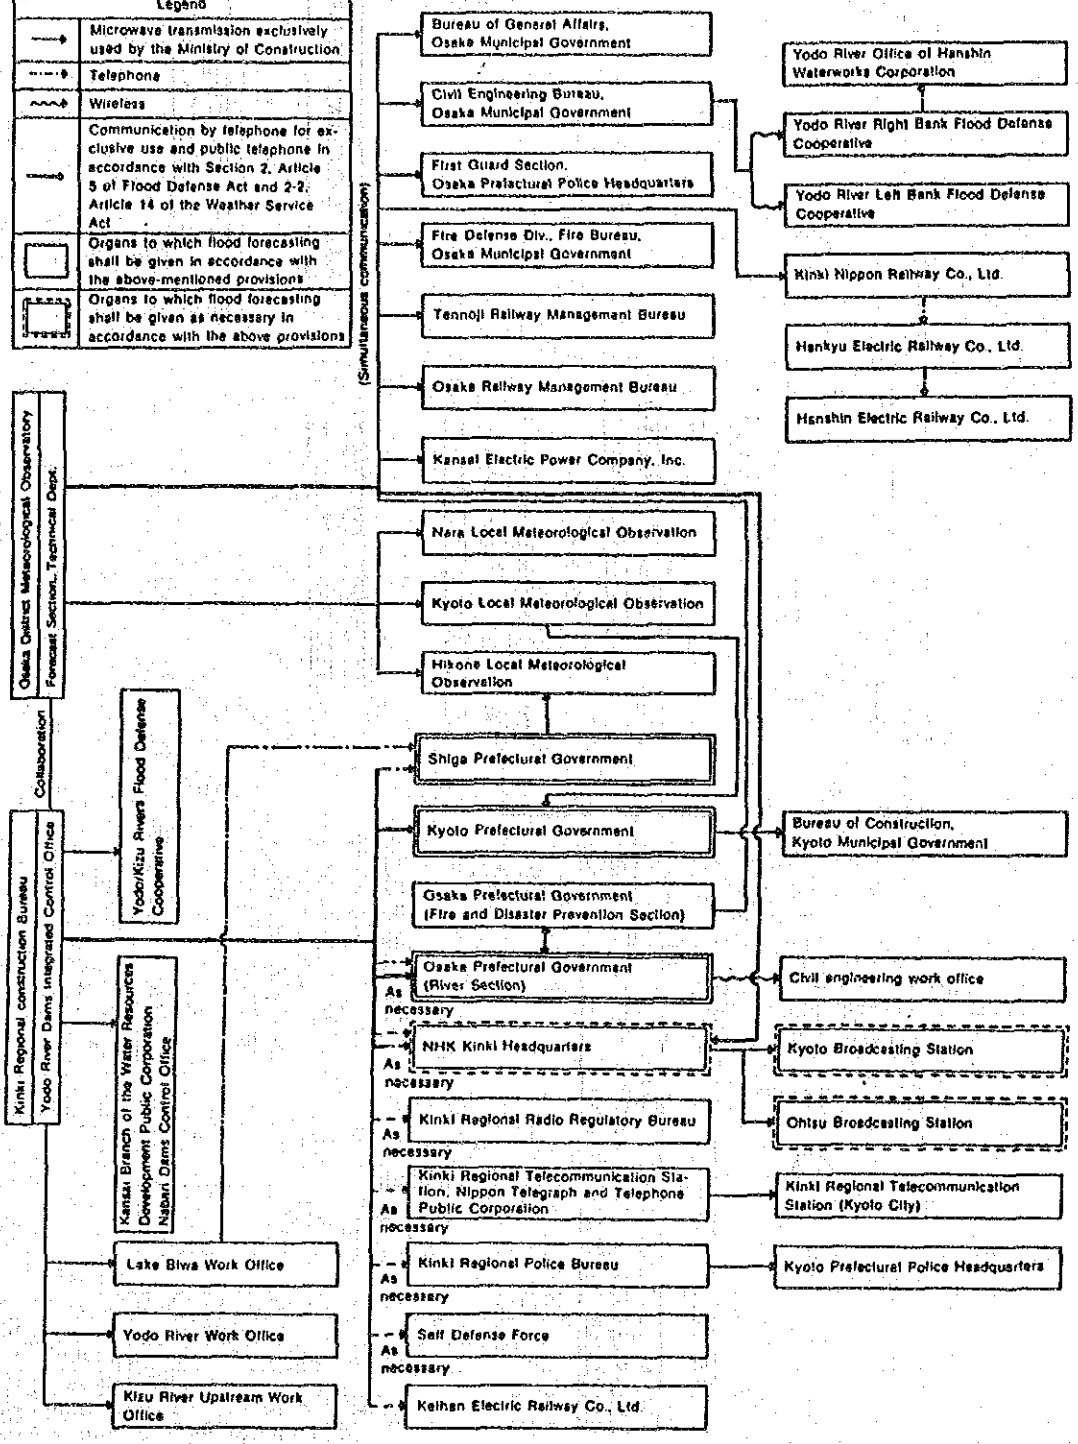 Legend
Microwave transmission exclusively
used by the Ministry of Construction
Telephone
Wireless
Communication by telephone for ex-
clusive use and public telephone in
accordance with Section 2, Article
5 of Flood Defense Act and 2-2,
Article 14 of the Weather Service
Act
Organs to which flood forecasting
shall be given in accordance with
the above-mentioned provisions
Organs to which flood forecasting
shall be given as necessary in
accordance with the above provisions
(Simultaneous communication)
Bureau of General Affairs,
Osaka Municipal Government
Civil Engineering Bureau,
Osaka Municipal Government
First Guard Section,
Osaka Prefectural Police Headquarters
Fire Defense Div., Fire Bureau,
Osaka Municipal Government
Tennoji Railway Management Bureau
Osaka Railway Management Bureau
Kansai Electric Power Company, Inc.
Yodo River Office of Hanshin
Waterworks Corporation
Yodo River Right Bank Flood Defense
Cooperative
Yodo River Left Bank Flood Defense
Cooperative
Kinki Nippon Railway Co., Ltd.
Hankyu Electric Railway Co., Ltd.
Hanshin Electric Railway Co., Ltd.
Osaka District Meteorological Observatory
Forecast Section, Technical Dept.
Nara Local Meteorological Observation
Kyoto Local Meteorological Observation
Hikone Local Meteorological
Observation
Collaboration
Kinki Regional construction Bureau
Yodo River Dams Integrated Control Office
Yodo/Kizu Rivers Flood Defense
Cooperative
Kansai Branch of the Water Resources
Development Public Corporation
Nabari Dams Control Office
Lake Biwa Work Office
Yodo River Work Office
Kizu River Upstream Work
Office
Shiga Prefectural Government
Kyoto Prefectural Government
Bureau of Construction,
Kyoto Municipal Government
Osaka Prefectural Government
(Fire and Disaster Prevention Section)
Osaka Prefectural Government
(River Section)
As
necessary
Civil engineering work office
NHK Kinki Headquarters
As
necessary
Kyoto Broadcasting Station
Ohtsu Broadcasting Station
Kinki Regional Radio Regulatory Bureau
As
necessary
Kinki Regional Telecommunication Sta-
tion, Nippon Telegraph and Telephone
Public Corporation
As
necessary
Kinki Regional Telecommunication
Station (Kyoto City)
Kinki Regional Police Bureau
As
necessary
Kyoto Prefectural Police Headquarters
Self Defense Force
As
necessary
Keihan Electric Railway Co., Ltd.